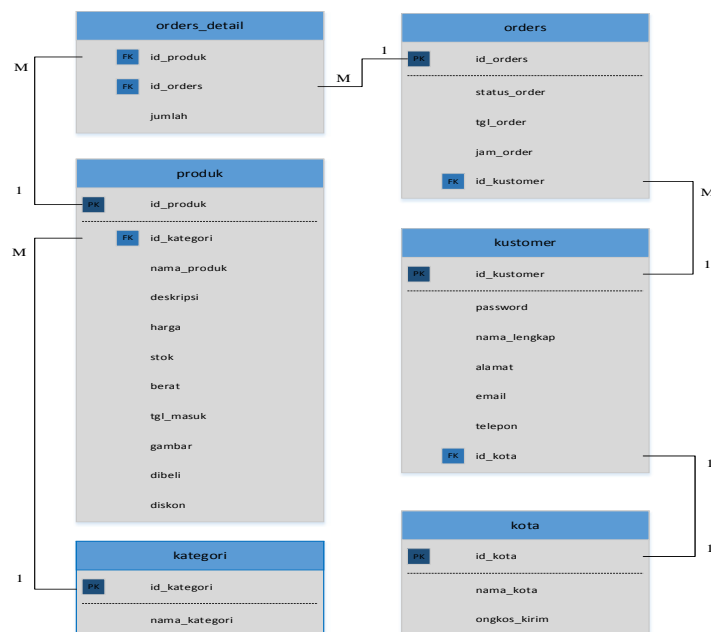 orders_detail
FK id_produk
FK id_orders
jumlah
M
M
1
1
produk
PK id_produk
FK id_kategori
nama_produk
deskripsi
harga
stok
berat
tgl_masuk
gambar
dibeli
diskon
M
1
kategori
PK id_kategori
nama_kategori
orders
PK id_orders
status_order
tgl_order
jam_order
FK id_kustomer
M
1
kustomer
PK id_kustomer
password
nama_lengkap
alamat
email
telepon
FK id_kota
1
1
kota
PK id_kota
nama_kota
ongkos_kirim